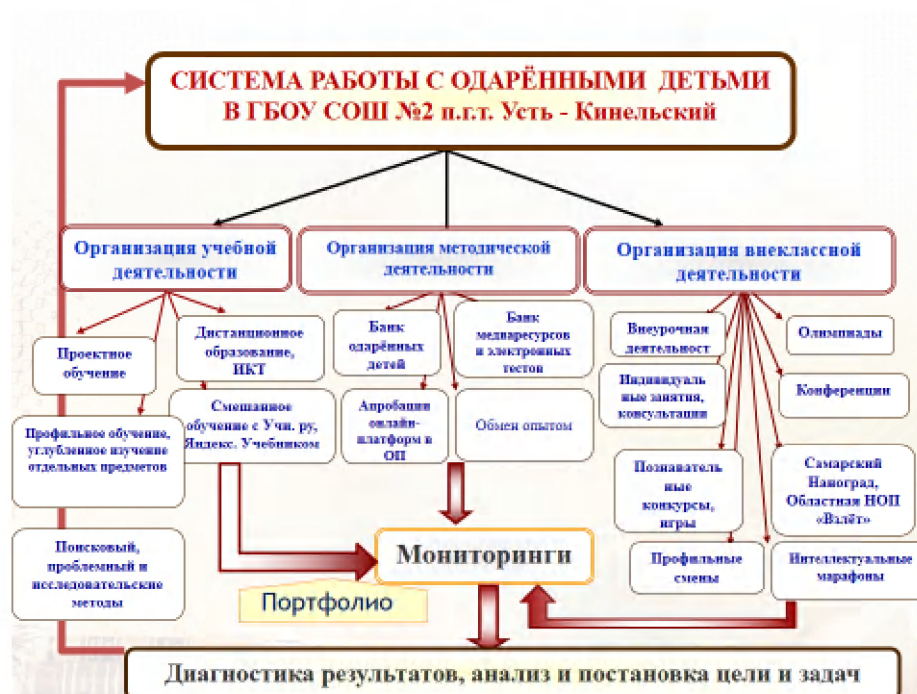 СИСТЕМА РАБОТЫ С ОДАРЁННЫМИ ДЕТЬМИ
В ГБОУ СОШ №2 п.г.т. Усть - Кинельский
Организация учебной
деятельности
Организация методической
деятельности
Организация внеклассной
деятельности
Проектное
обучение
Дистанционное
образование,
ИКТ
Профильное обучение,
углубленное изучение
отдельных предметов
Смешанное
обучение с Учи. ру,
Яндекс. Учебником
Поисковый,
проблемный и
исследовательские
методы
Банк
одарённых
детей
Банк
медиаресурсов
и электронных
тестов
Апробации
онлайн-
платформ в
ОП
Обмен опытом
Внеурочная
деятельност
Олимпиады
Индивидуаль
ные занятия,
консультации
Конференции
Познаватель
ные
конкурсы,
игры
Самарский
Наноград,
Областная НОП
«Взлёт»
Профильные
смены
Интеллектуальные
марафоны
Мониторинги
Портфолио
Диагностика результатов, анализ и постановка цели и задач